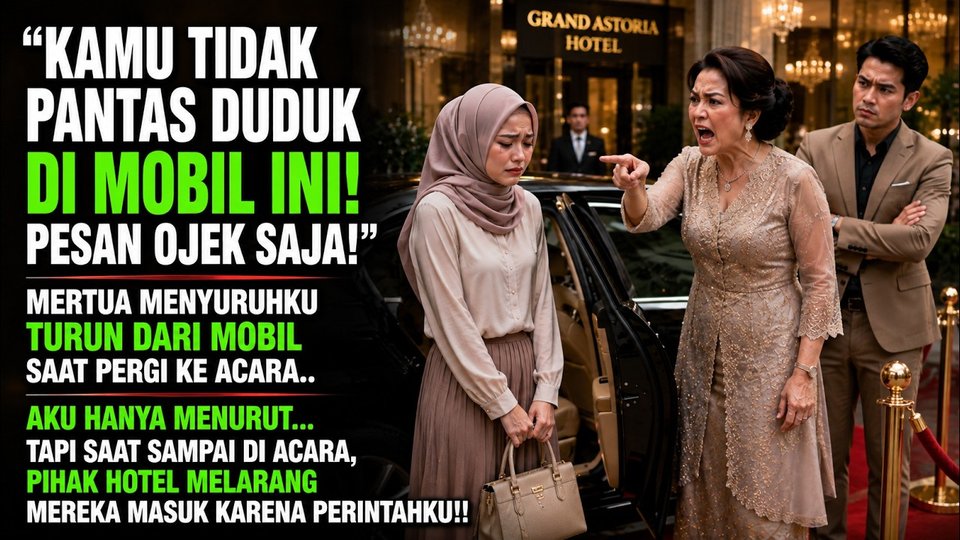 “KAMU TIDAK
PANTAS DUDUK
DI MOBIL INI!
PESAN OJEK SAJA!”
MERTUA MENYURUHKU
TURUN DARI MOBIL
SAAT PERGI KE ACARA..
AKU HANYA MENURUT...
TAPI SAAT SAMPAI DI ACARA,
PIHAK HOTEL MELARANG
MEREKA MASUK KARENA PERINTAHKU!!
GRAND ASTORIA
HOTEL